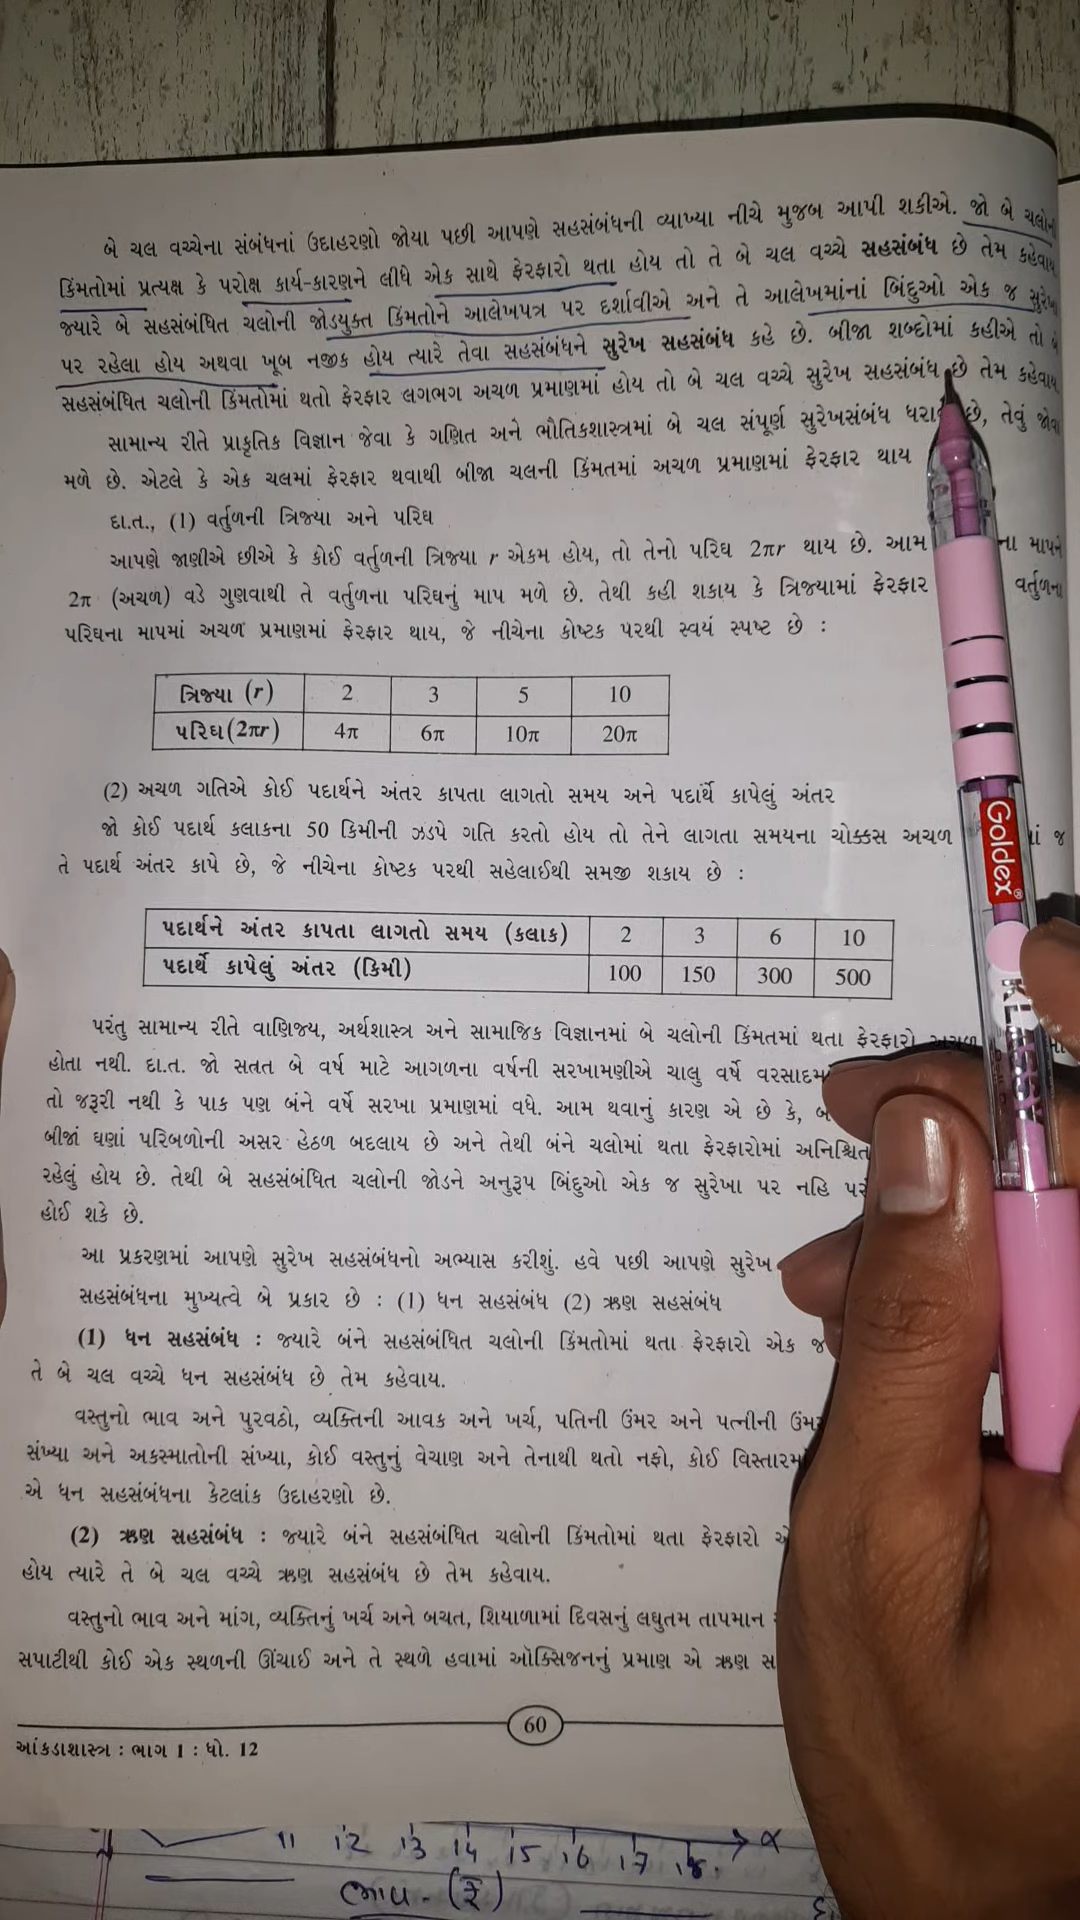 બે ચલ વચ્ચેના સંબંધનાં ઉદાહરણો જોયા પછી આપણે સહસંબંધની વ્યાખ્યા નીચે મુજબ આપી શકીએ. જો બે ચલોની
કિંમતોમાં પ્રત્યક્ષ કે પરોક્ષ કાર્ય-કારણને લીધે એક સાથે ફેરફારો થતા હોય તો તે બે ચલ વચ્ચે સહસંબંધ છે તેમ કહેવાય
જ્યારે બે સહસંબંધિત ચલોની જોડયુક્ત કિંમતોને આલેખપત્ર પર દર્શાવીએ અને તે આલેખમાંનાં બિંદુઓ એક જ સુરેખા
પર રહેલા હોય અથવા ખૂબ નજીક હોય ત્યારે તેવા સહસંબંધને સુરેખ સહસંબંધ કહે છે. બીજા શબ્દોમાં કહીએ તો બે
સહસંબંધિત ચલોની કિંમતોમાં થતો ફેરફાર લગભગ અચળ પ્રમાણમાં હોય તો બે ચલ વચ્ચે સુરેખ સહસંબંધ છે તેમ કહેવાય
સામાન્ય રીતે પ્રાકૃતિક વિજ્ઞાન જેવા કે ગણિત અને ભૌતિકશાસ્ત્રમાં બે ચલ સંપૂર્ણ સુરેખસંબંધ છે, તેવું જોવા
મળે છે. એટલે કે એક ચલમાં ફેરફાર થવાથી બીજા ચલની કિંમતમાં અચળ પ્રમાણમાં ફેરફાર થાય
દા.ત., (1) વર્તુળની ત્રિજ્યા અને પરિઘ
આપણે જાણીએ છીએ કે કોઈ વર્તુળની ત્રિજ્યા r એકમ હોય, તો તેનો પરિઘ 2πr થાય છે. આમ ના માપને
2π (અચળ) વડે ગુણવાથી તે વર્તુળના પરિઘનું માપ મળે છે. તેથી કહી શકાય કે ત્રિજ્યામાં ફેરફાર વર્તુળના
પરિઘના માપમાં અચળ પ્રમાણમાં ફેરફાર થાય, જે નીચેના કોષ્ટક પરથી સ્વયં સ્પષ્ટ છે :
ત્રિજ્યા (r) 2 3 5 10
પરિઘ(2πr) 4π 6π 10π 20π
(2) અચળ ગતિએ કોઈ પદાર્થને અંતર કાપતા લાગતો સમય અને પદાર્થે કાપેલું અંતર
જો કોઈ પદાર્થ કલાકના 50 કિમીની ઝડપે ગતિ કરતો હોય તો તેને લાગતા સમયના ચોક્કસ અચળ માં જ
તે પદાર્થ અંતર કાપે છે, જે નીચેના કોષ્ટક પરથી સહેલાઈથી સમજી શકાય છે :
પદાર્થને અંતર કાપતા લાગતો સમય (કલાક) 2 3 6 10
પદાર્થે કાપેલું અંતર (કિમી) 100 150 300 500
Goldex
પરંતુ સામાન્ય રીતે વાણિજ્ય, અર્થશાસ્ત્ર અને સામાજિક વિજ્ઞાનમાં બે ચલોની કિંમતમાં થતા ફેરફારો
હોતા નથી. દા.ત. જો સતત બે વર્ષ માટે આગળના વર્ષની સરખામણીએ ચાલુ વર્ષે
તો જરૂરી નથી કે પાક પણ બંને વર્ષે સરખા પ્રમાણમાં વધે. આમ થવાનું કારણ એ છે કે,
બીજાં ઘણાં પરિબળોની અસર હેઠળ બદલાય છે અને તેથી બંને ચલોમાં થતા ફેરફારોમાં
રહેલું હોય છે. તેથી બે સહસંબંધિત ચલોની જોડને અનુરૂપ બિંદુઓ એક જ સુરેખા પર નહિ
હોઈ શકે છે.
આ પ્રકરણમાં આપણે સુરેખ સહસંબંધનો અભ્યાસ કરીશું. હવે પછી આપણે સુરેખ
સહસંબંધના મુખ્યત્વે બે પ્રકાર છે : (1) ધન સહસંબંધ (2) ઋણ સહસંબંધ
(1) ધન સહસંબંધ : જ્યારે બંને સહસંબંધિત ચલોની કિંમતોમાં થતા ફેરફારો એક જ
તે બે ચલ વચ્ચે ધન સહસંબંધ છે તેમ કહેવાય.
વસ્તુનો ભાવ અને પુરવઠો, વ્યક્તિની આવક અને ખર્ચ, પતિની ઉંમર અને પત્નીની
સંખ્યા અને અકસ્માતોની સંખ્યા, કોઈ વસ્તુનું વેચાણ અને તેનાથી થતો નફો, કોઈ
એ ધન સહસંબંધના કેટલાંક ઉદાહરણો છે.
(2) ઋણ સહસંબંધ : જ્યારે બંને સહસંબંધિત ચલોની કિંમતોમાં થતા ફેરફારો
હોય ત્યારે તે બે ચલ વચ્ચે ઋણ સહસંબંધ છે તેમ કહેવાય.
વસ્તુનો ભાવ અને માંગ, વ્યક્તિનું ખર્ચ અને બચત, શિયાળામાં દિવસનું લઘુતમ તાપમાન
સપાટીથી કોઈ એક સ્થળની ઊંચાઈ અને તે સ્થળે હવામાં ઑક્સિજનનું પ્રમાણ એ ઋણ
60
આંકડાશાસ્ત્ર : ભાગ 1 : ધો. 12
11 12 13 14 15 16 17 18. x
ભાવ - (₹)